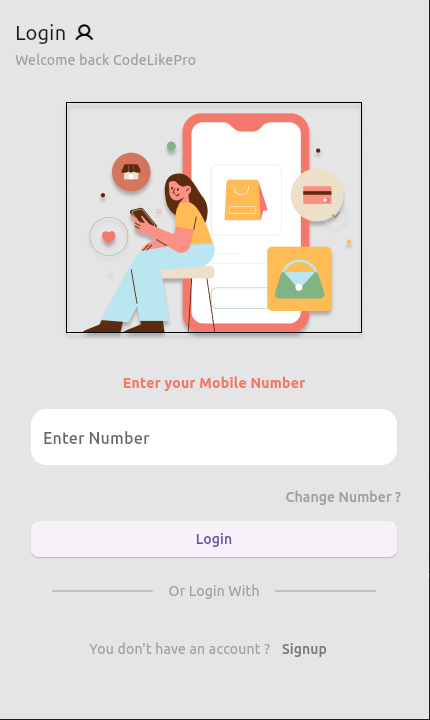 Login
Welcome back CodeLikePro
Enter your Mobile Number
Enter Number
Change Number ?
Login
Or Login With
You don't have an account ? Signup